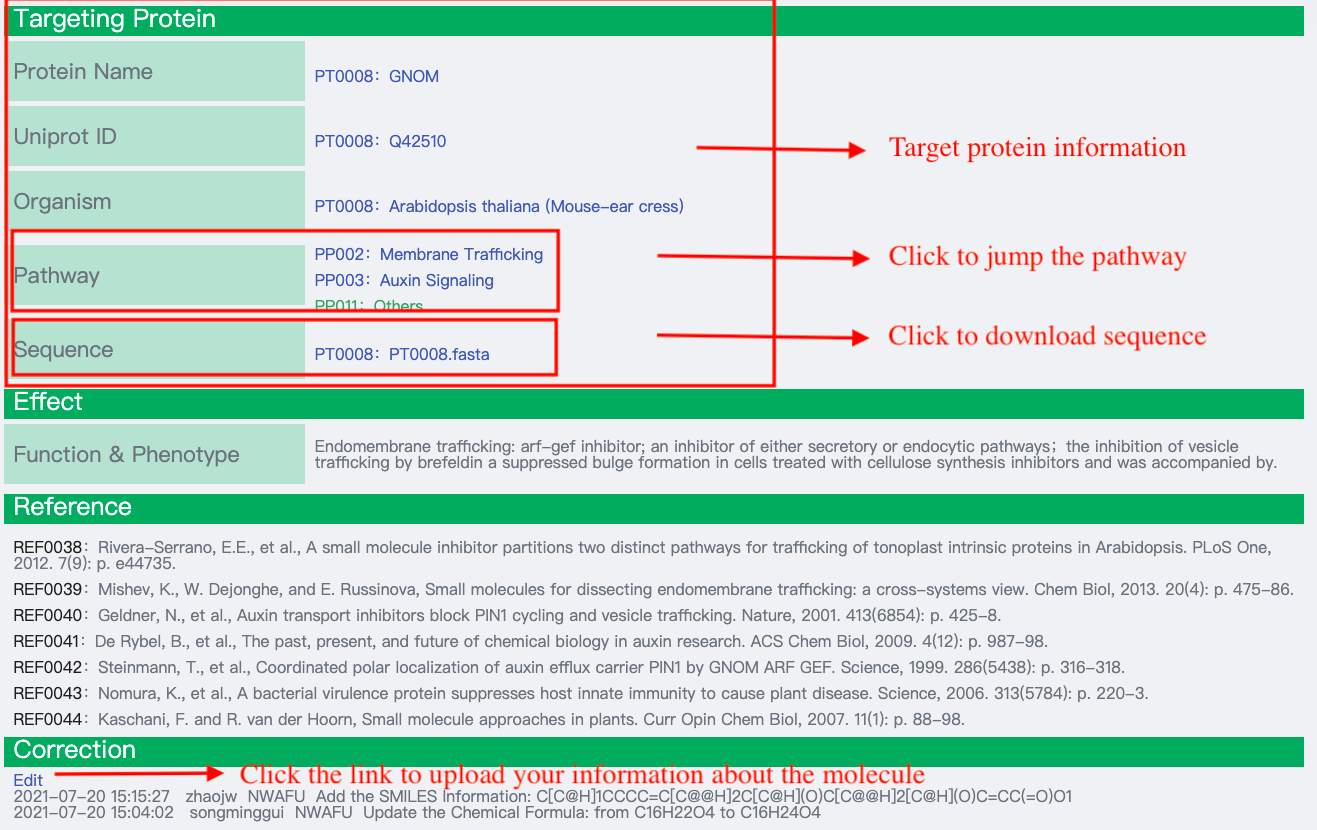 Targeting Protein
Protein Name
PT0008： GNOM
Uniprot ID
PT0008： Q42510
Target protein information
Organism
PT0008： Arabidopsis thaliana (Mouse-ear cress)
Pathway
PP002： Membrane Trafficking
Click to jump the pathway
PP003： Auxin Signaling
PP011： Others
Sequence
PT0008： PT0008.fasta
Click to download sequence
Effect
Function & Phenotype
Endomembrane trafficking: arf-gef inhibitor; an inhibitor of either secretory or endocytic pathways；the inhibition of vesicle
trafficking by brefeldin a suppressed bulge formation in cells treated with cellulose synthesis inhibitors and was accompanied by.
Reference
REF0038： Rivera-Serrano, E.E., et al., A small molecule inhibitor partitions two distinct pathways for trafficking of tonoplast intrinsic proteins in Arabidopsis. PLoS One,
2012. 7(9): p. e44735.
REF0039： Mishev, K., W. Dejonghe, and E. Russinova, Small molecules for dissecting endomembrane trafficking: a cross-systems view. Chem Biol, 2013. 20(4): p. 475-86.
REF0040： Geldner, N., et al., Auxin transport inhibitors block PIN1 cycling and vesicle trafficking. Nature, 2001. 413(6854): p. 425-8.
REF0041： De Rybel, B., et al., The past, present, and future of chemical biology in auxin research. ACS Chem Biol, 2009. 4(12): p. 987-98.
REF0042： Steinmann, T., et al., Coordinated polar localization of auxin efflux carrier PIN1 by GNOM ARF GEF. Science, 1999. 286(5438): p. 316-318.
REF0043： Nomura, K., et al., A bacterial virulence protein suppresses host innate immunity to cause plant disease. Science, 2006. 313(5784): p. 220-3.
REF0044： Kaschani, F. and R. van der Hoorn, Small molecule approaches in plants. Curr Opin Chem Biol, 2007. 11(1): p. 88-98.
Correction
Edit
Click the link to upload your information about the molecule
2021-07-20 15:15:27 zhaojw NWAFU Add the SMILES Information: C[C@H]1CCCC=C[C@@H]2C[C@H](O)C[C@@H]2[C@H](O)C=CC(=O)O1
2021-07-20 15:04:02 songminggui NWAFU Update the Chemical Formula: from C16H22O4 to C16H24O4